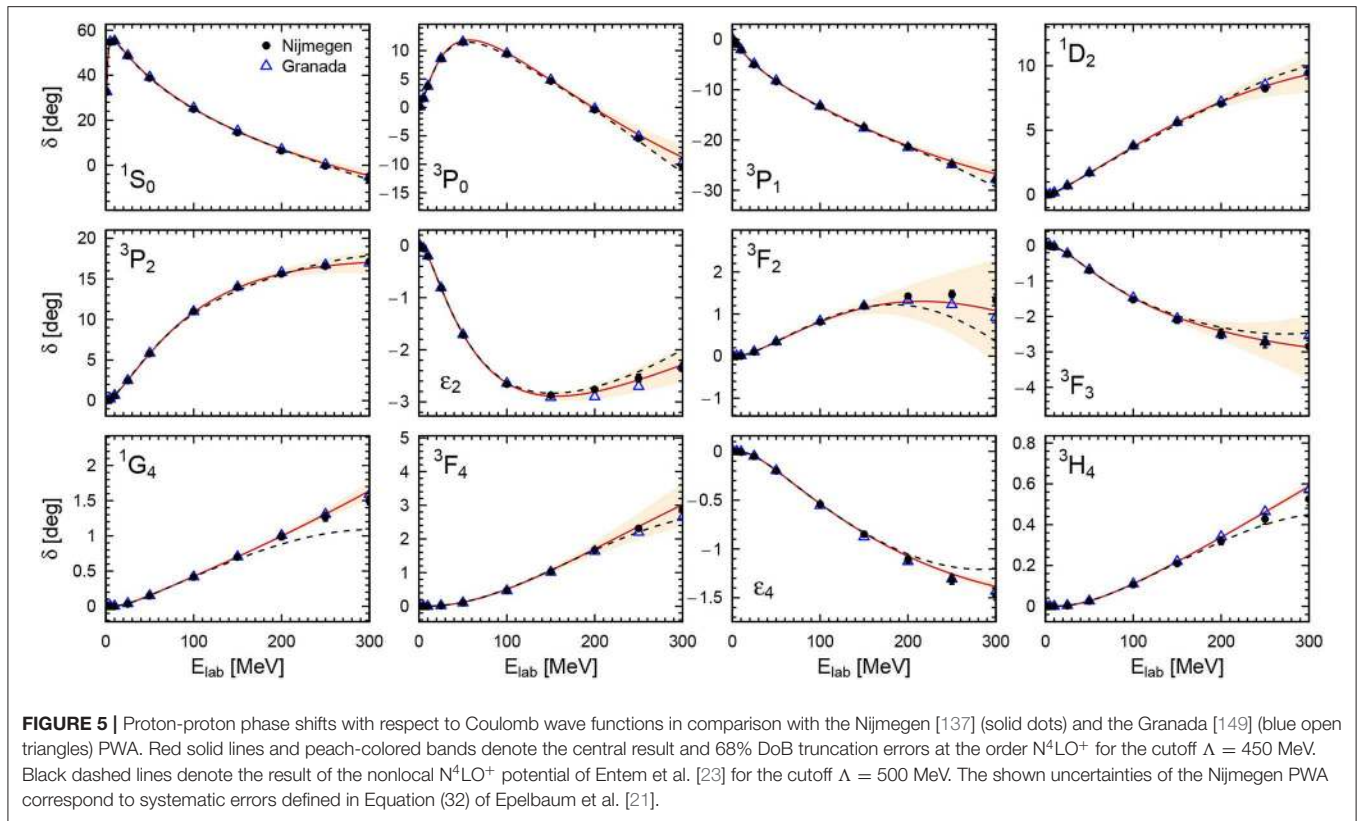 60
40
20
0
δ [deg]
● Nijmegen
△ Granada
¹S₀
10
5
0
−5
−10
−15
³P₀
0
−10
−20
−30
³P₁
10
5
0
¹D₂
20
15
10
5
0
δ [deg]
³P₂
0
−1
−2
−3
ε₂
2
1
0
−1
³F₂
0
−1
−2
−3
−4
³F₃
2
1.5
1
0.5
0
δ [deg]
¹G₄
0 100 200 300
E_lab [MeV]
5
4
3
2
1
0
³F₄
0 100 200 300
E_lab [MeV]
0
−0.5
−1
−1.5
ε₄
0 100 200 300
E_lab [MeV]
0.8
0.6
0.4
0.2
0
³H₄
0 100 200 300
E_lab [MeV]
FIGURE 5 | Proton-proton phase shifts with respect to Coulomb wave functions in comparison with the Nijmegen [137] (solid dots) and the Granada [149] (blue open
triangles) PWA. Red solid lines and peach-colored bands denote the central result and 68% DoB truncation errors at the order N⁴LO⁺ for the cutoff Λ = 450 MeV.
Black dashed lines denote the result of the nonlocal N⁴LO⁺ potential of Entem et al. [23] for the cutoff Λ = 500 MeV. The shown uncertainties of the Nijmegen PWA
correspond to systematic errors defined in Equation (32) of Epelbaum et al. [21].